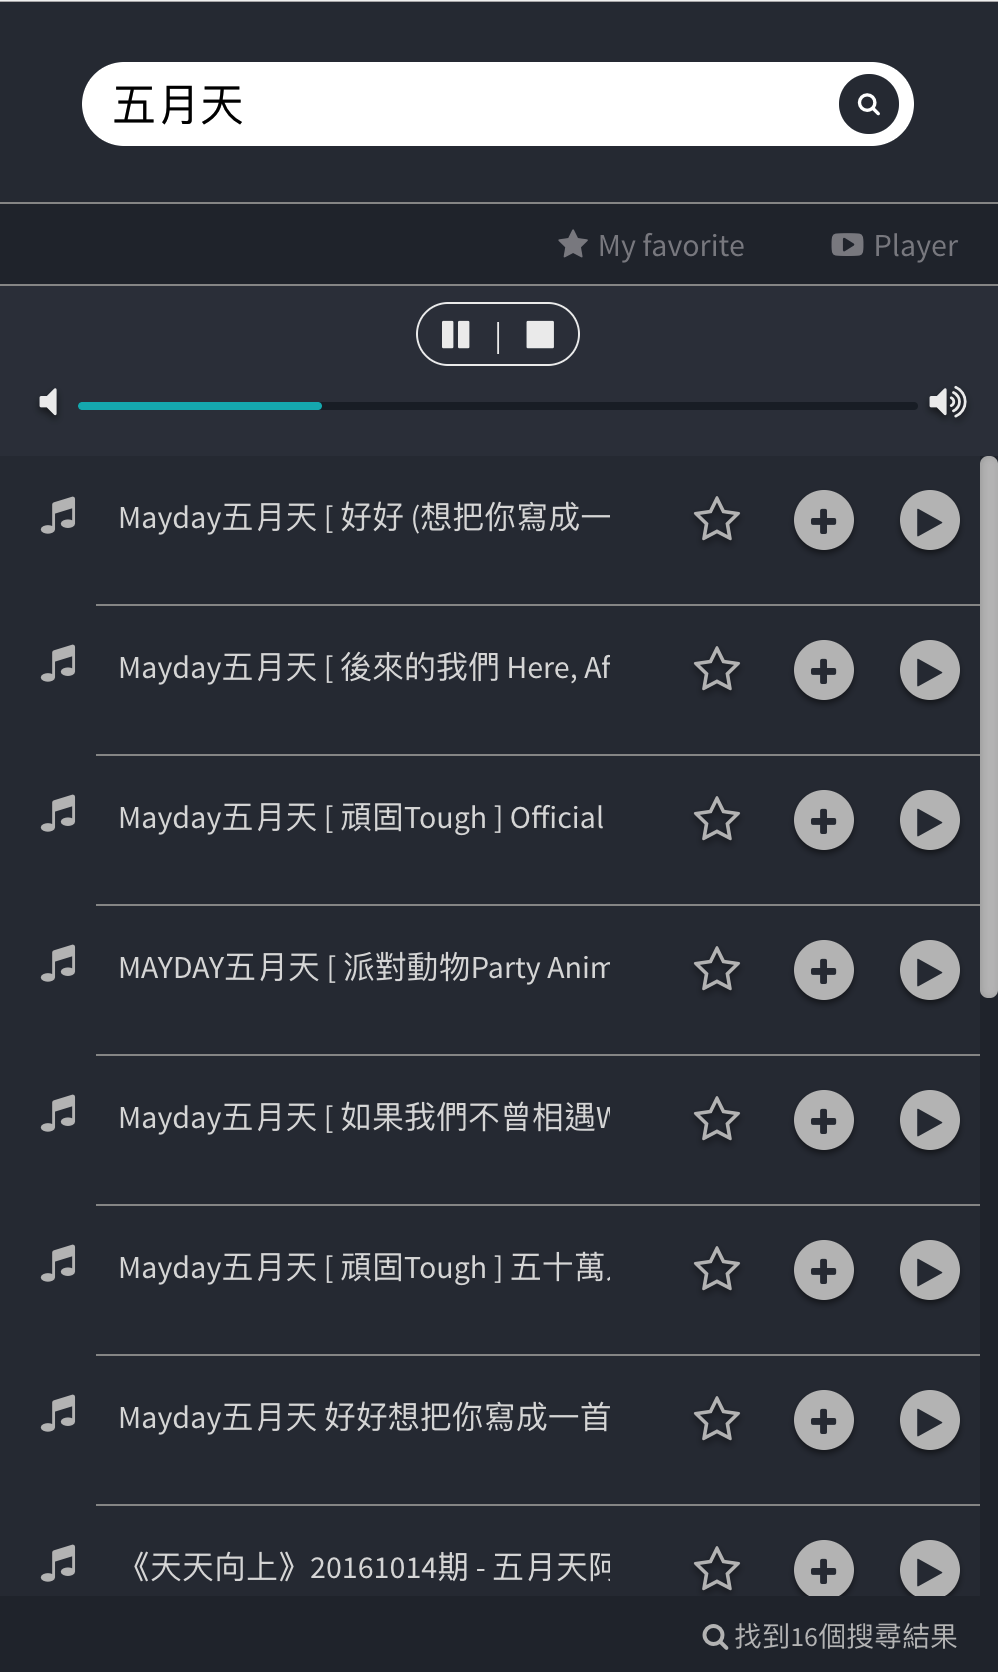 五月天
My favorite Player
Mayday五月天 [ 好好 (想把你寫成一
Mayday五月天 [ 後來的我們 Here, Af
Mayday五月天 [ 頑固Tough ] Official
MAYDAY五月天 [ 派對動物Party Anim
Mayday五月天 [ 如果我們不曾相遇W
Mayday五月天 [ 頑固Tough ] 五十萬
Mayday五月天 好好想把你寫成一首
《天天向上》20161014期 - 五月天阿
找到16個搜尋結果